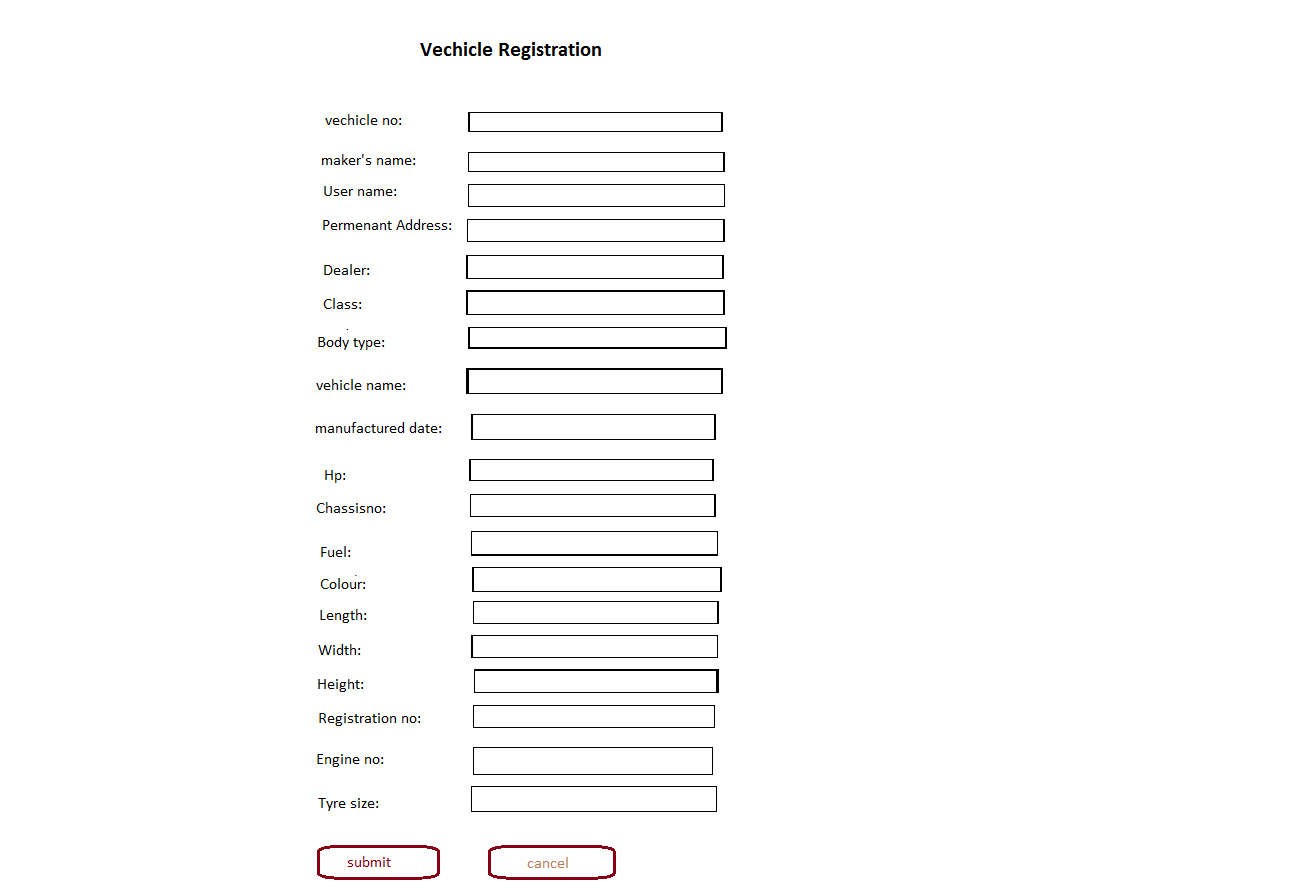 Vechicle Registration
vechicle no:
maker's name:
User name:
Permenant Address:
Dealer:
Class:
Body type:
vehicle name:
manufactured date:
Hp:
Chassisno:
Fuel:
Colour:
Length:
Width:
Height:
Registration no:
Engine no:
Tyre size:
submit cancel